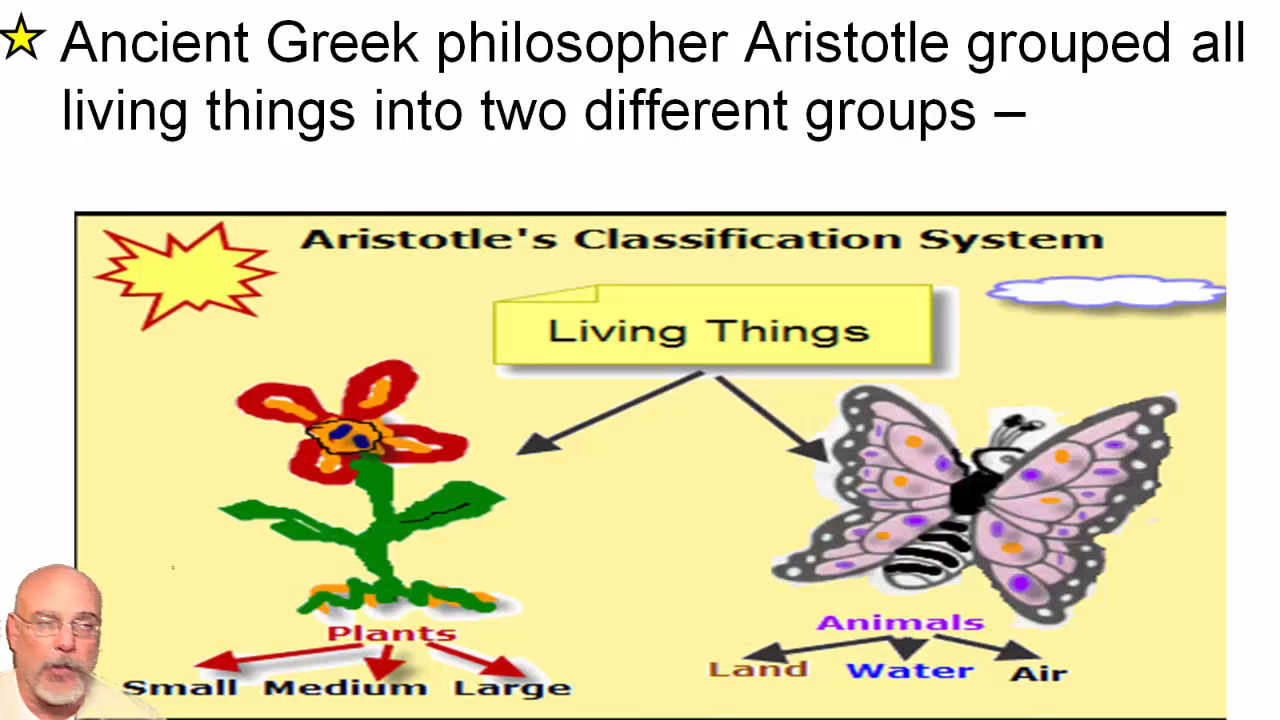 Ancient Greek philosopher Aristotle grouped all
living things into two different groups –
Aristotle's Classification System
Living Things
Plants
Small Medium Large
Animals
Land Water Air